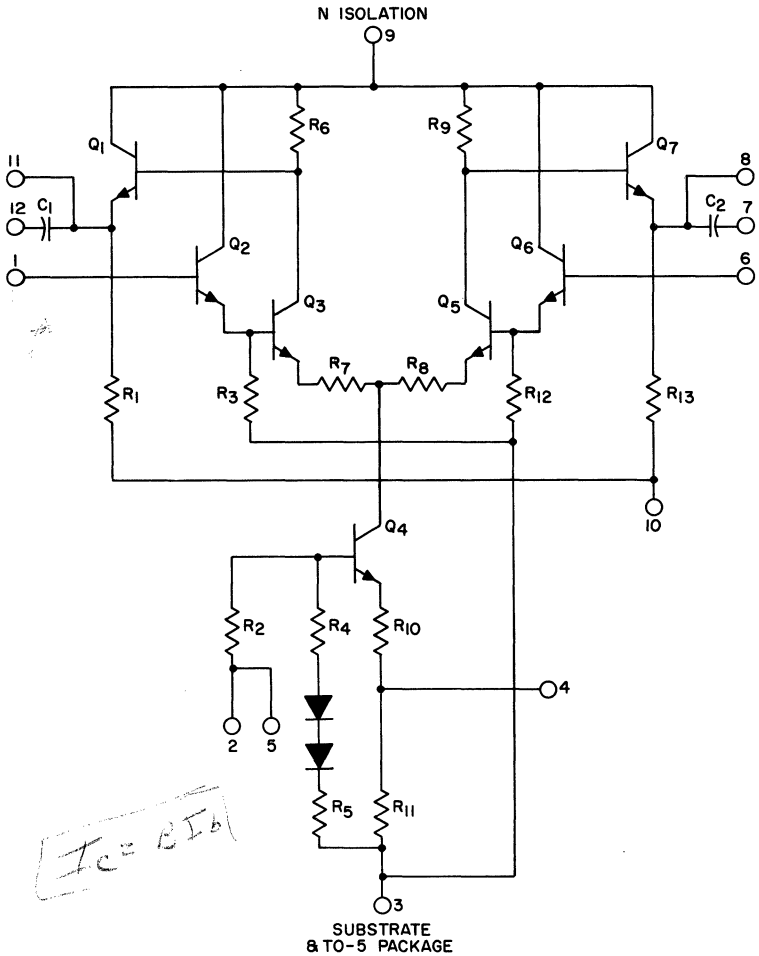 N ISOLATION
9
R6
R9
Q1
Q7
11
8
12
C1
C2
7
Q2
Q6
1
6
Q3
Q5
R7
R8
R1
R3
R12
R13
10
Q4
R2
R4
R10
4
2
5
R5
R11
Ic = BIb
3
SUBSTRATE
& TO-5 PACKAGE